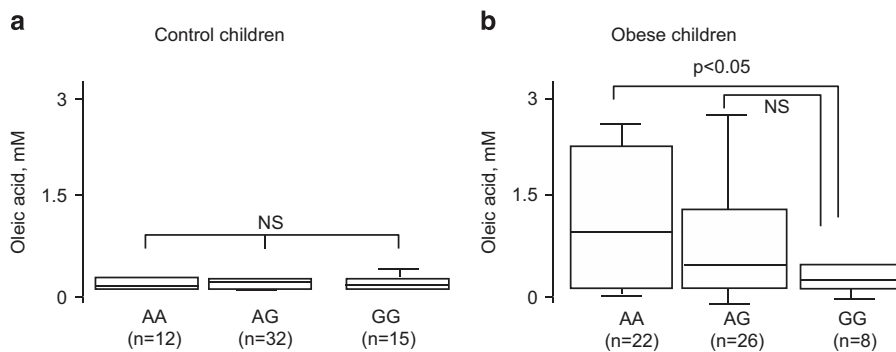 a
Control children
Oleic acid, mM
3
1.5
0
NS
AA
(n=12)
AG
(n=32)
GG
(n=15)
b
Obese children
p<0.05
NS
Oleic acid, mM
3
1.5
0
AA
(n=22)
AG
(n=26)
GG
(n=8)